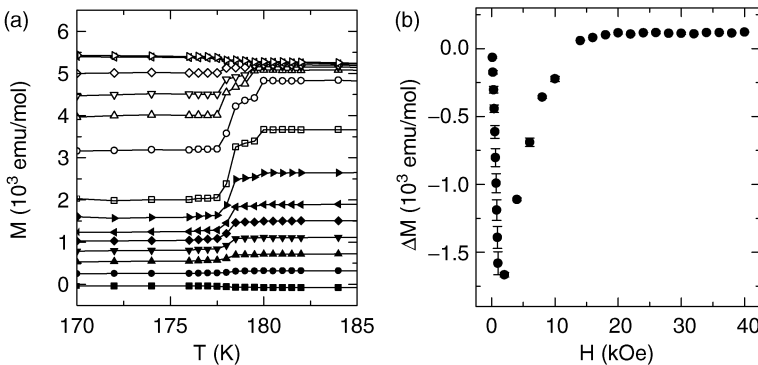 (a)
6
5
4
3
2
1
0
M (10³ emu/mol)
170 175 180 185
T (K)
(b)
0.0
−0.5
−1.0
−1.5
ΔM (10³ emu/mol)
0 10 20 30 40
H (kOe)